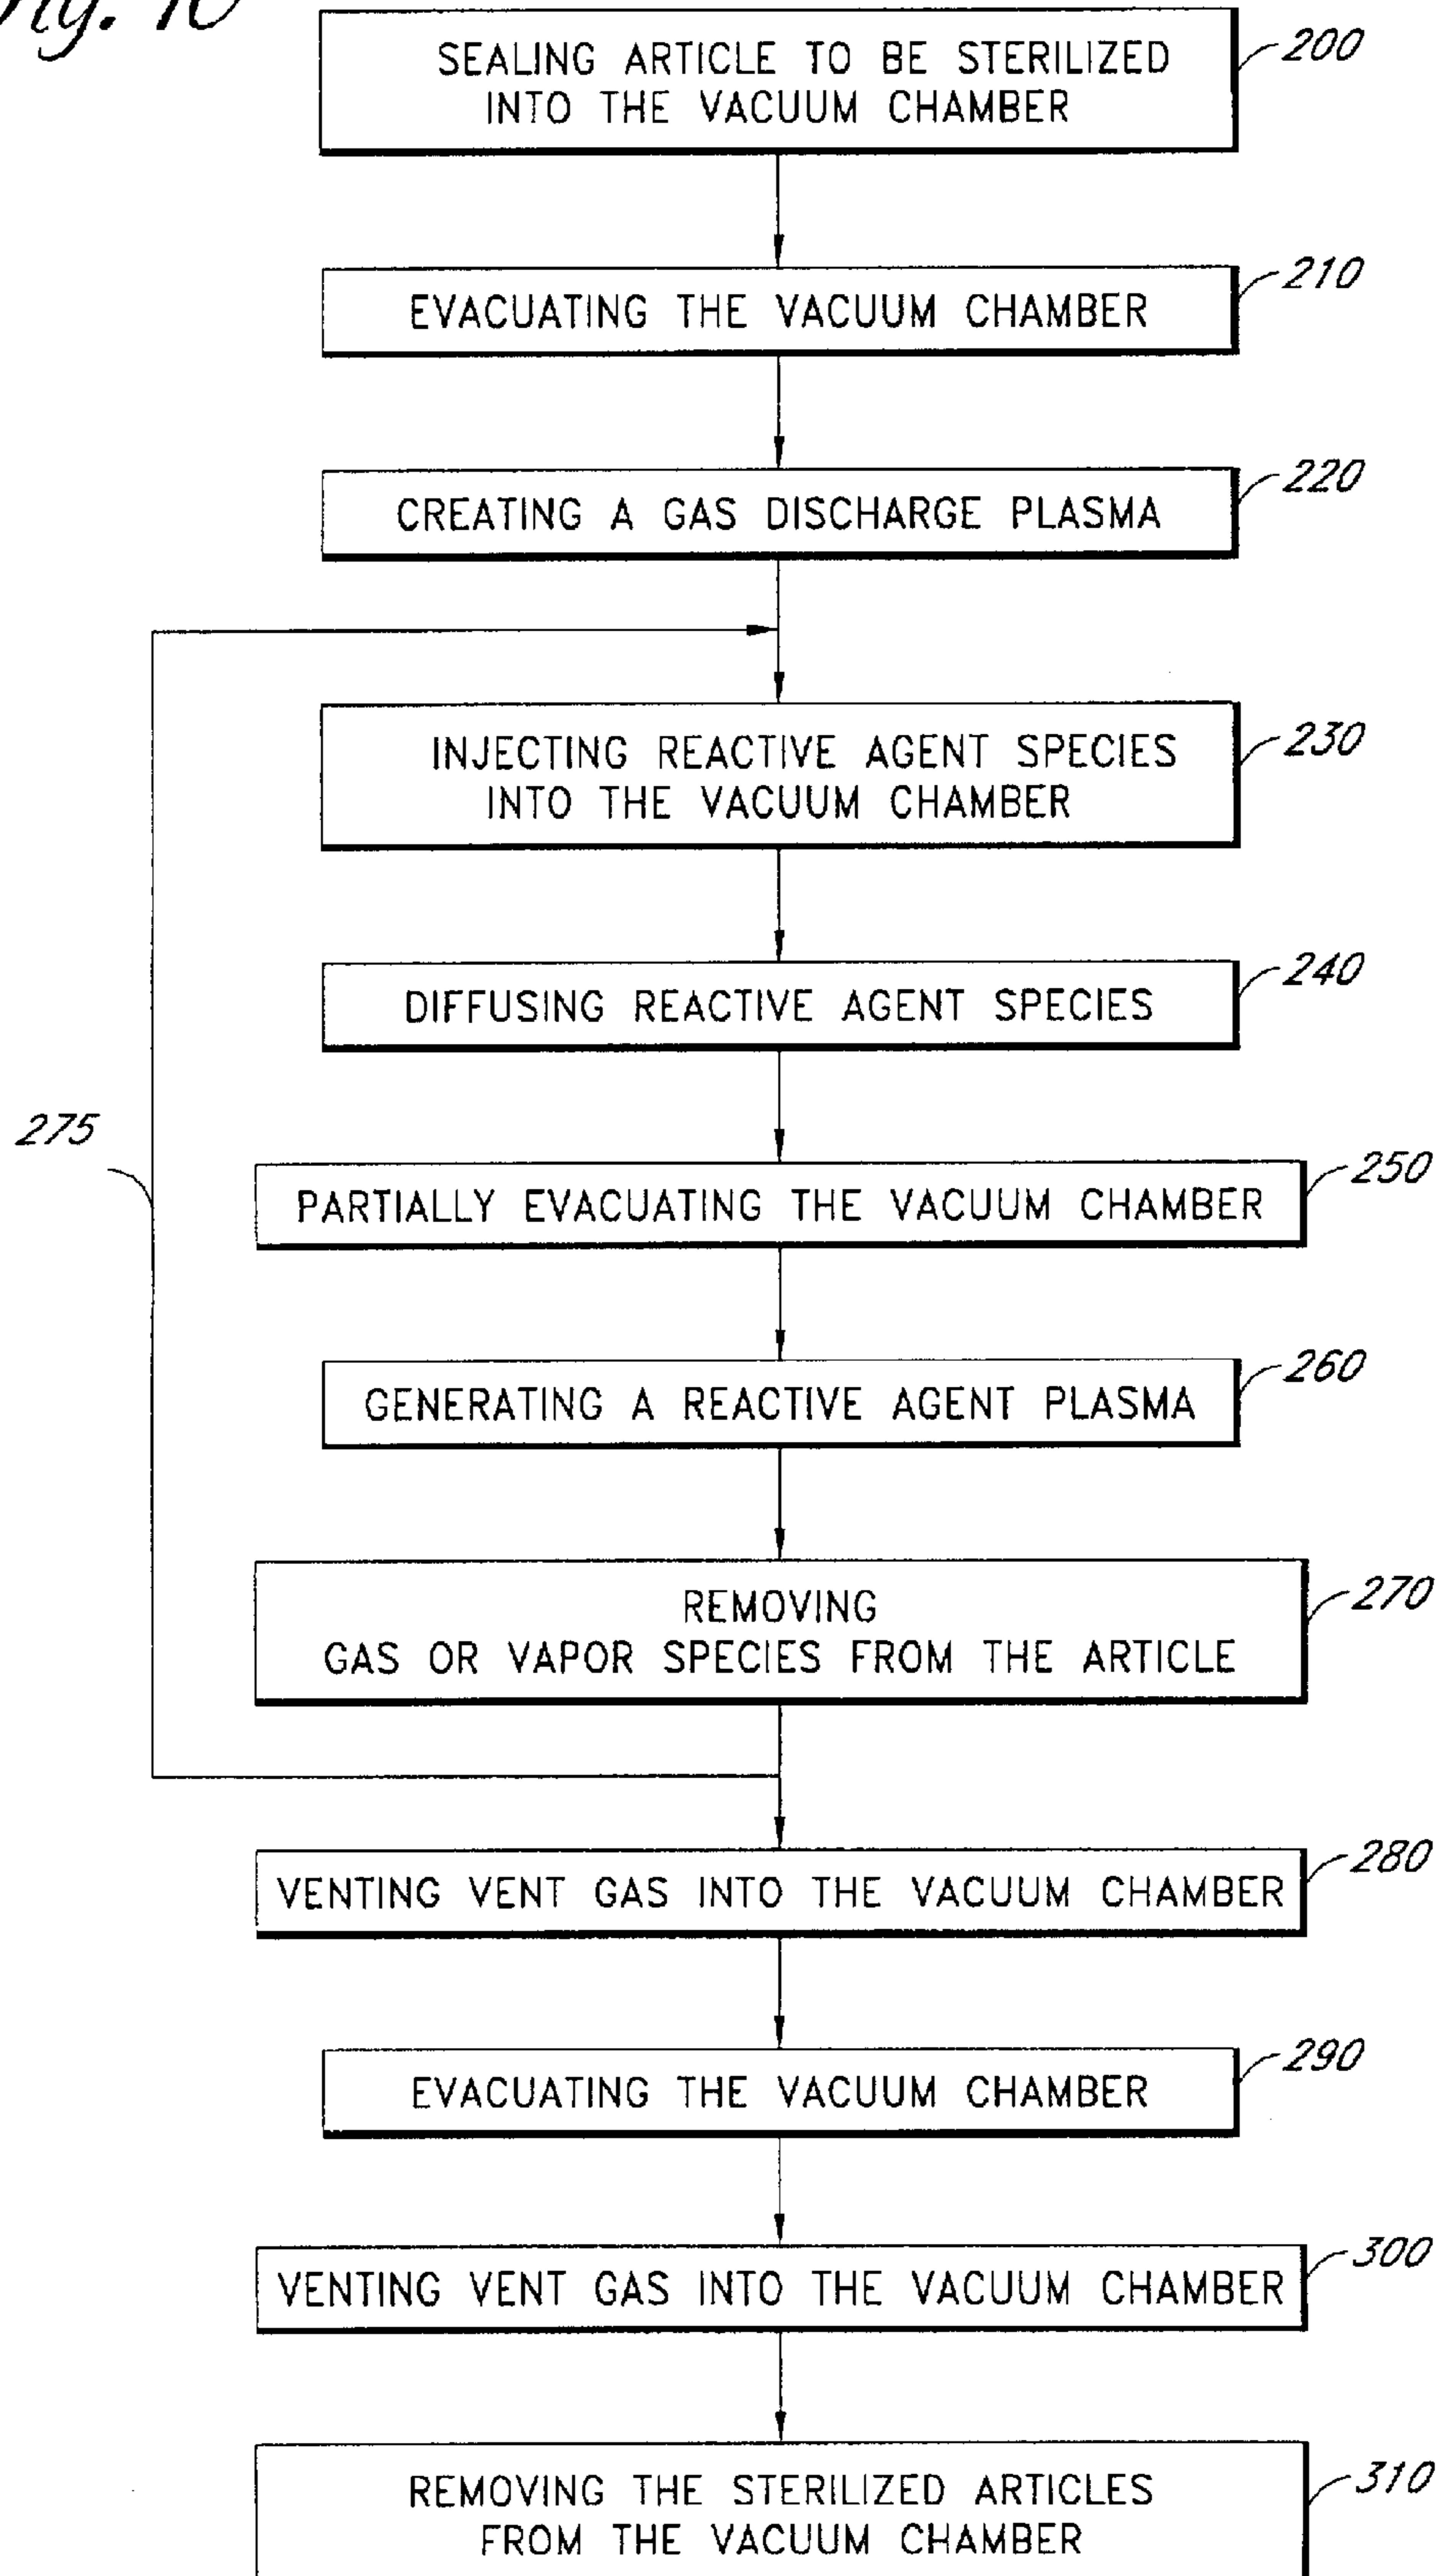 Fig. 10
SEALING ARTICLE TO BE STERILIZED
INTO THE VACUUM CHAMBER
200
EVACUATING THE VACUUM CHAMBER
210
CREATING A GAS DISCHARGE PLASMA
220
INJECTING REACTIVE AGENT SPECIES
INTO THE VACUUM CHAMBER
230
DIFFUSING REACTIVE AGENT SPECIES
240
275
PARTIALLY EVACUATING THE VACUUM CHAMBER
250
GENERATING A REACTIVE AGENT PLASMA
260
REMOVING
GAS OR VAPOR SPECIES FROM THE ARTICLE
270
VENTING VENT GAS INTO THE VACUUM CHAMBER
280
EVACUATING THE VACUUM CHAMBER
290
VENTING VENT GAS INTO THE VACUUM CHAMBER
300
REMOVING THE STERILIZED ARTICLES
FROM THE VACUUM CHAMBER
310